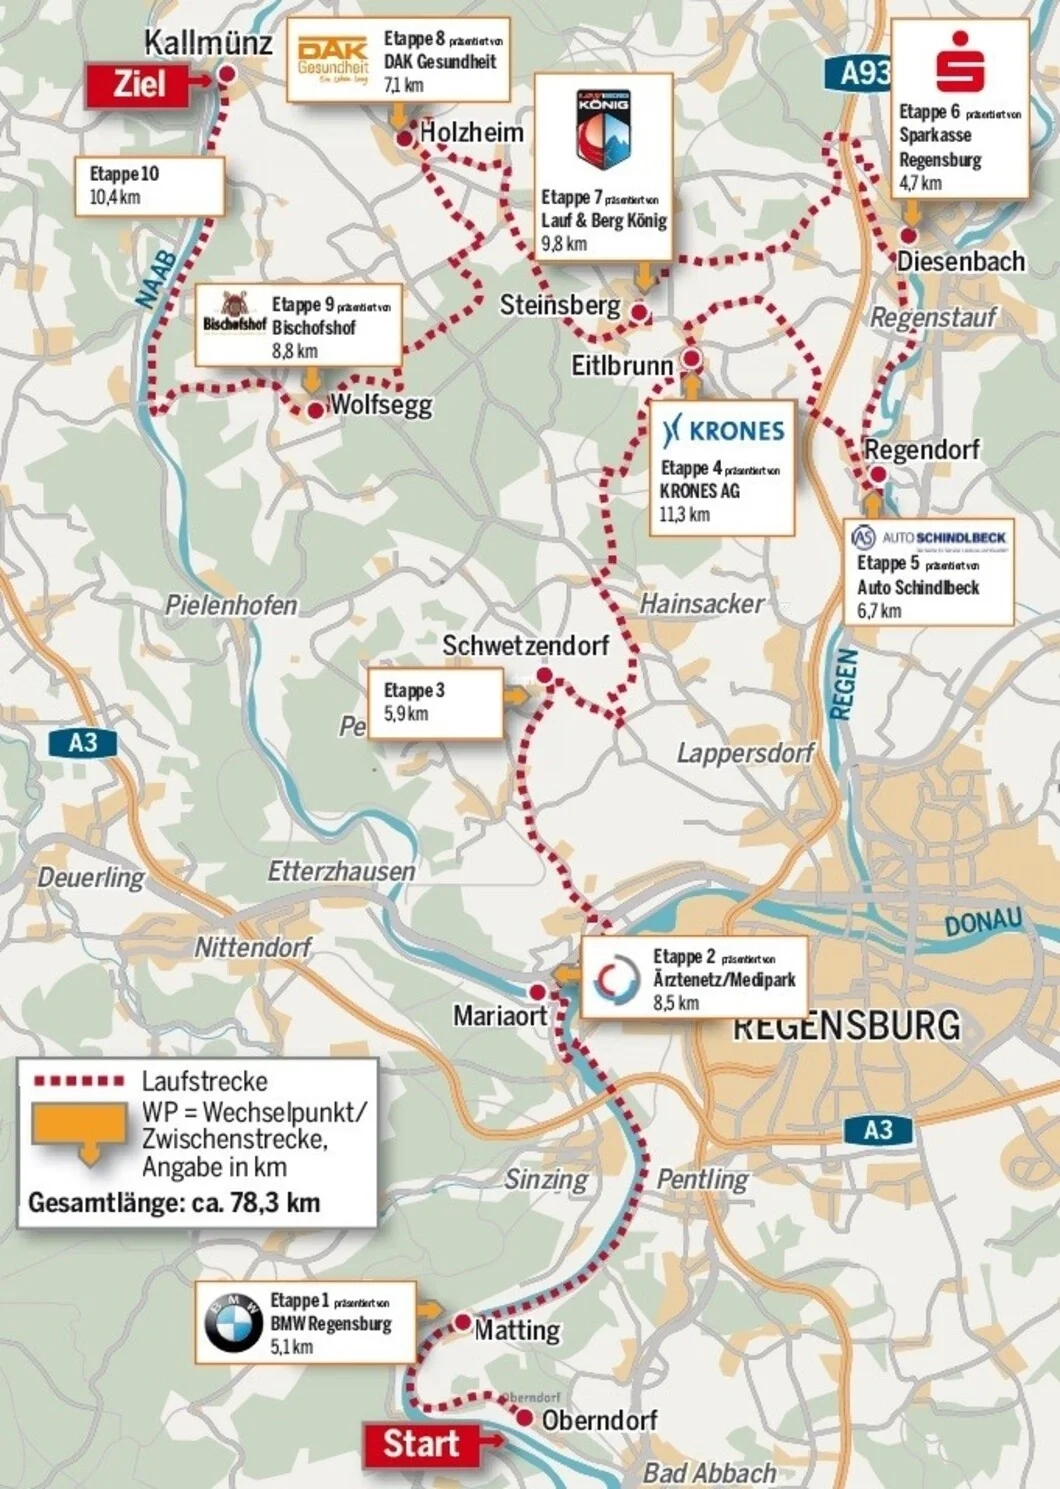 Kallmünz
Ziel
DAK
Gesundheit
Etappe 8 präsentiert von
DAK Gesundheit
7,1 km
Holzheim
LAUF&BERG
KÖNIG
Etappe 7 präsentiert von
Lauf & Berg König
9,8 km
A93
Etappe 6 präsentiert von
Sparkasse
Regensburg
4,7 km
Diesenbach
Regenstauf
Etappe 10
10,4 km
NAAB
Bischofshof
Etappe 9 präsentiert von
Bischofshof
8,8 km
Wolfsegg
Steinsberg
Eitlbrunn
KRONES
Etappe 4 präsentiert von
KRONES AG
11,3 km
Regendorf
AS AUTO SCHINDLBECK
Etappe 5 präsentiert von
Auto Schindlbeck
6,7 km
Pielenhofen
Hainsacker
Schwetzendorf
Etappe 3
5,9 km
Pe
REGEN
A3
Lappersdorf
Deuerling
Etterzhausen
Nittendorf
DONAU
Etappe 2 präsentiert von
Ärztenetz/Medipark
8,5 km
Mariaort
REGENSBURG
Laufstrecke
WP = Wechselpunkt/
Zwischenstrecke,
Angabe in km
Gesamtlänge: ca. 78,3 km
A3
Sinzing
Pentling
BMW
Etappe 1 präsentiert von
BMW Regensburg
5,1 km
Matting
Oberndorf
Oberndorf
Start
Bad Abbach